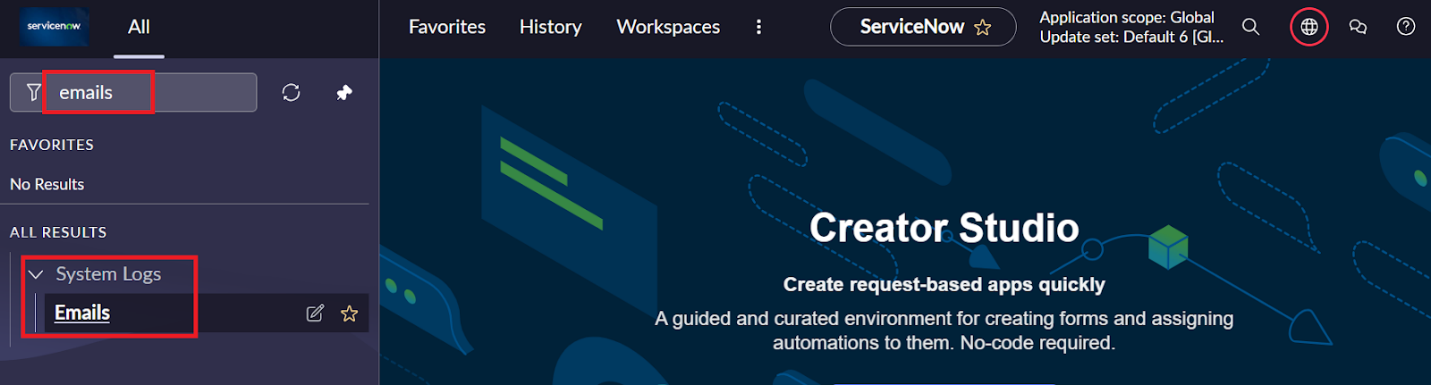 servicenow
All
Favorites
History
Workspaces
ServiceNow
Application scope: Global
Update set: Default 6 [Gl...
emails
FAVORITES
No Results
ALL RESULTS
System Logs
Emails
Creator Studio
Create request-based apps quickly
A guided and curated environment for creating forms and assigning
automations to them. No-code required.